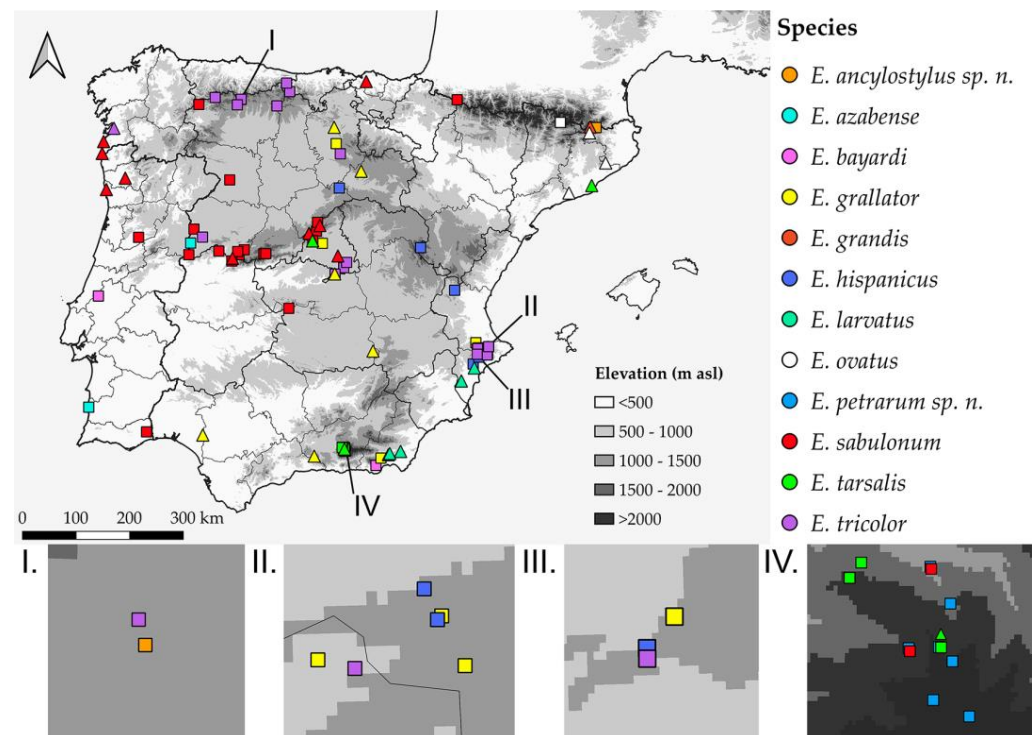 Species
E. ancylostylus sp. n.
E. azabense
E. bayardi
E. grallator
E. grandis
E. hispanicus
E. larvatus
E. ovatus
E. petrarum sp. n.
E. sabulonum
E. tarsalis
E. tricolor
I
II
III
IV
Elevation (m asl)
<500
500 - 1000
1000 - 1500
1500 - 2000
>2000
0 100 200 300 km
I.
II.
III.
IV.